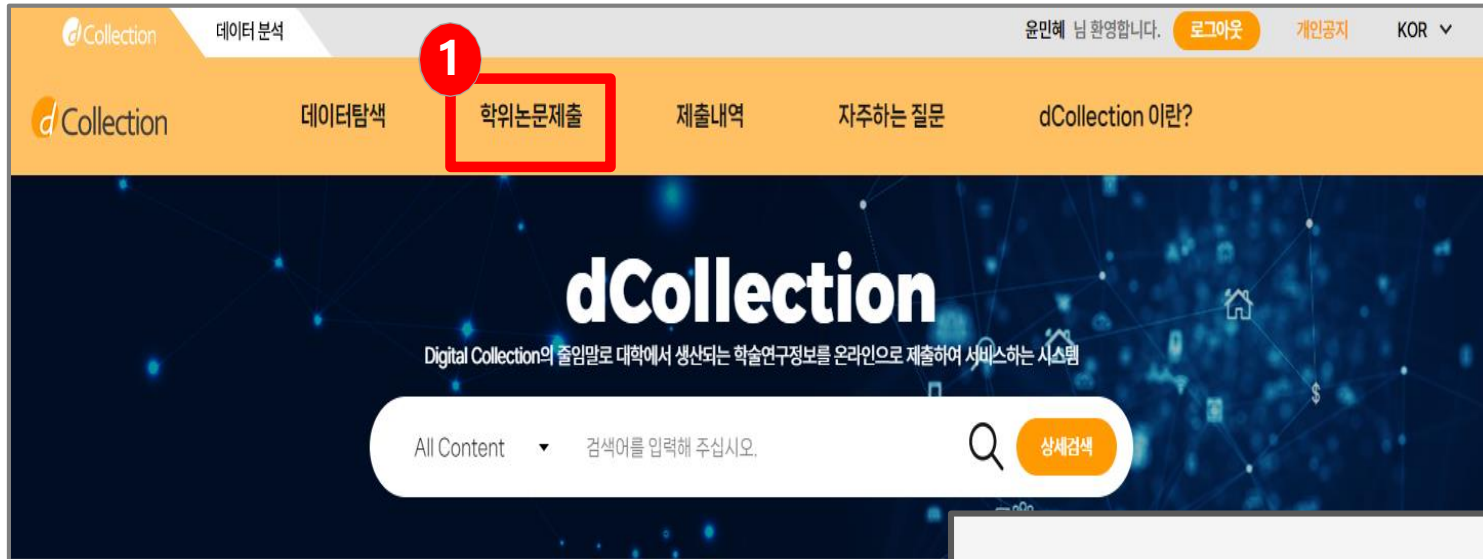 dCollection 데이터 분석 윤민혜 님 환영합니다. 로그아웃 개인공지 KOR
1
dCollection 데이터탐색 학위논문제출 제출내역 자주하는 질문 dCollection 이란?
dCollection
Digital Collection의 줄임말로 대학에서 생산되는 학술연구정보를 온라인으로 제출하여 서비스하는 시스템
All Content 검색어를 입력해 주십시오. 상세검색